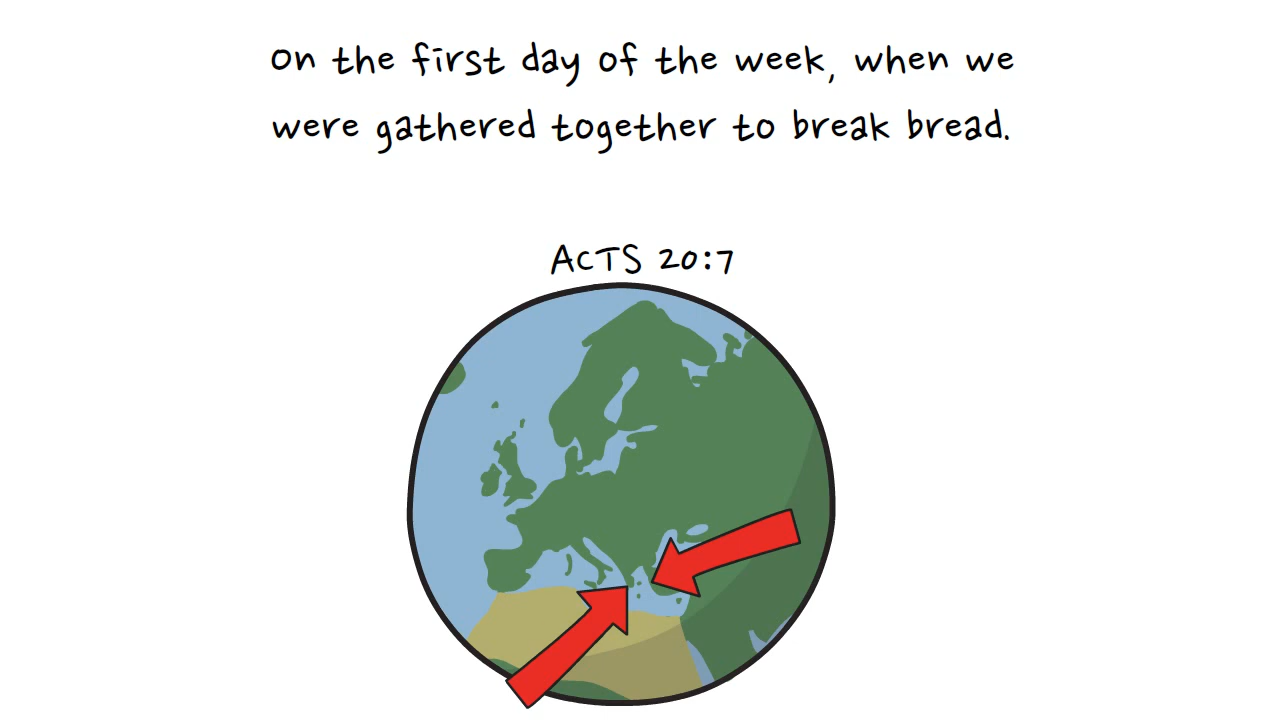 on the first day of the week, when we
were gathered together to break bread.
ACTS 20:7